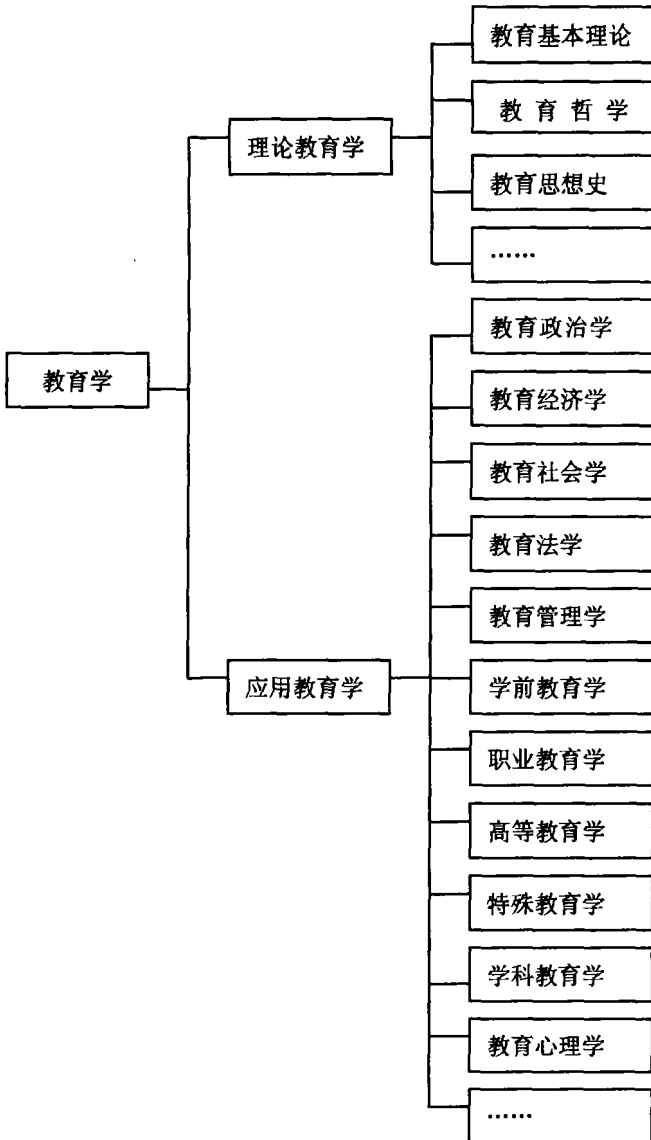 教育学
理论教育学
教育基本理论
教育哲学
教育思想史
……
应用教育学
教育政治学
教育经济学
教育社会学
教育法学
教育管理学
学前教育学
职业教育学
高等教育学
特殊教育学
学科教育学
教育心理学
……